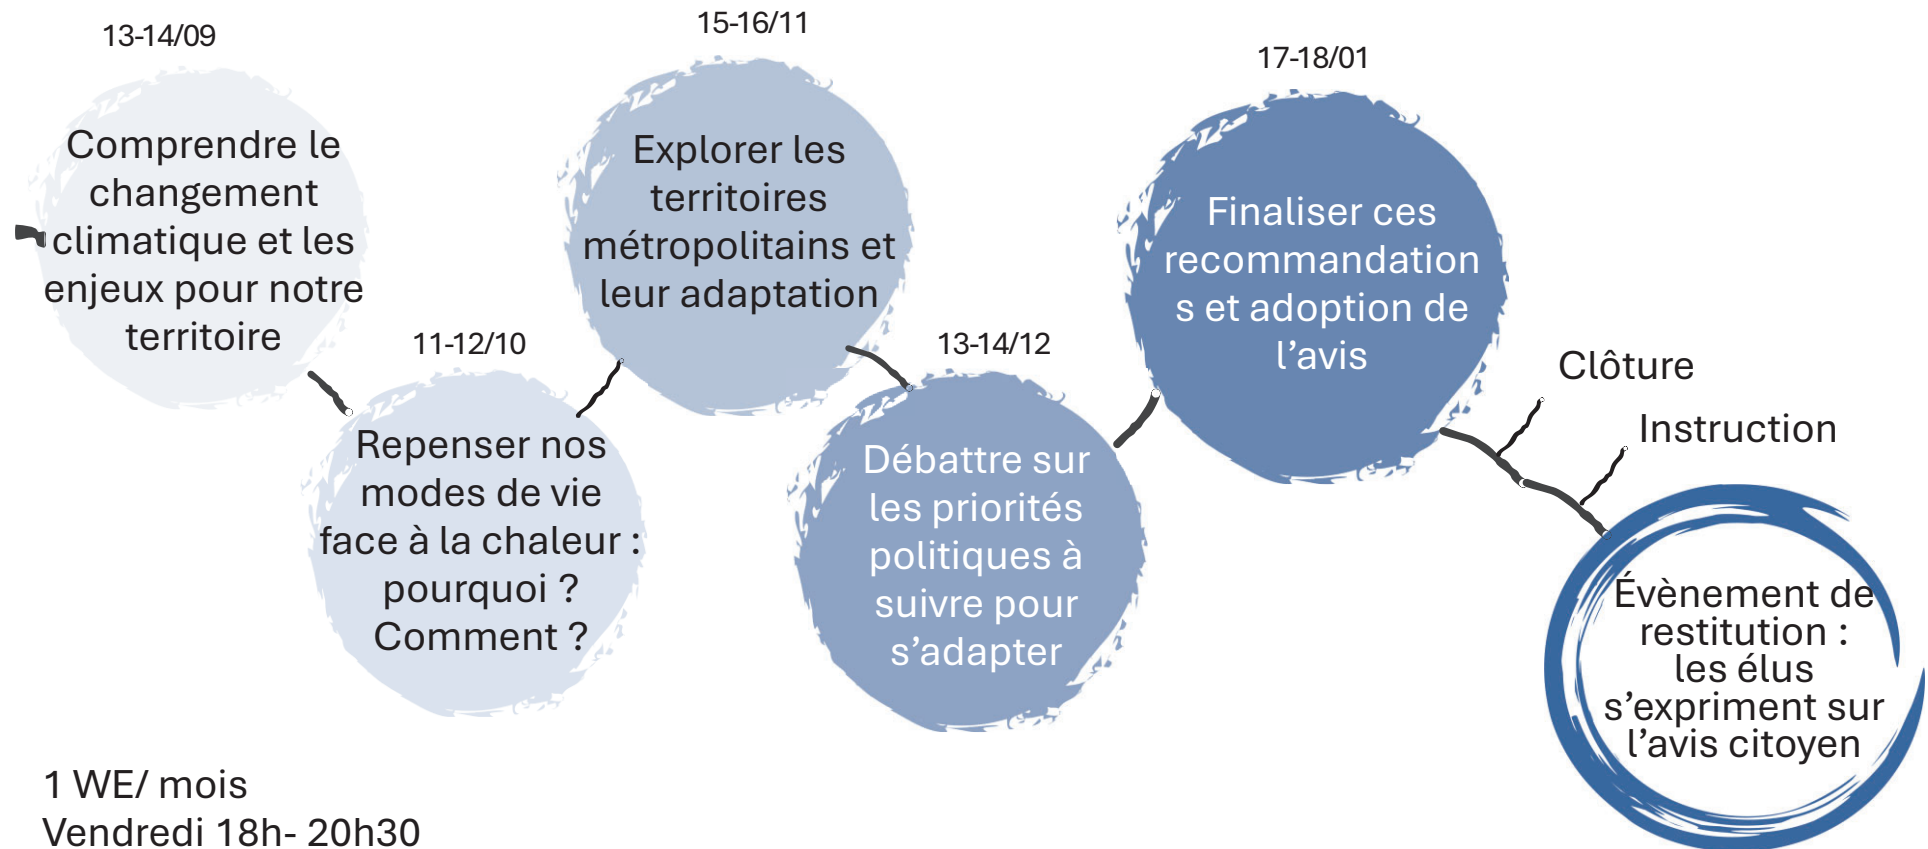 13-14/09
Comprendre le
changement
climatique et les
enjeux pour notre
territoire
11-12/10
Repenser nos
modes de vie
face à la chaleur :
pourquoi ?
Comment ?
15-16/11
Explorer les
territoires
métropolitains et
leur adaptation
13-14/12
Débattre sur
les priorités
politiques à
suivre pour
s’adapter
17-18/01
Finaliser ces
recommandation
s et adoption de
l’avis
Clôture
Instruction
Évènement de
restitution :
les élus
s’expriment sur
l’avis citoyen
1 WE/ mois
Vendredi 18h- 20h30